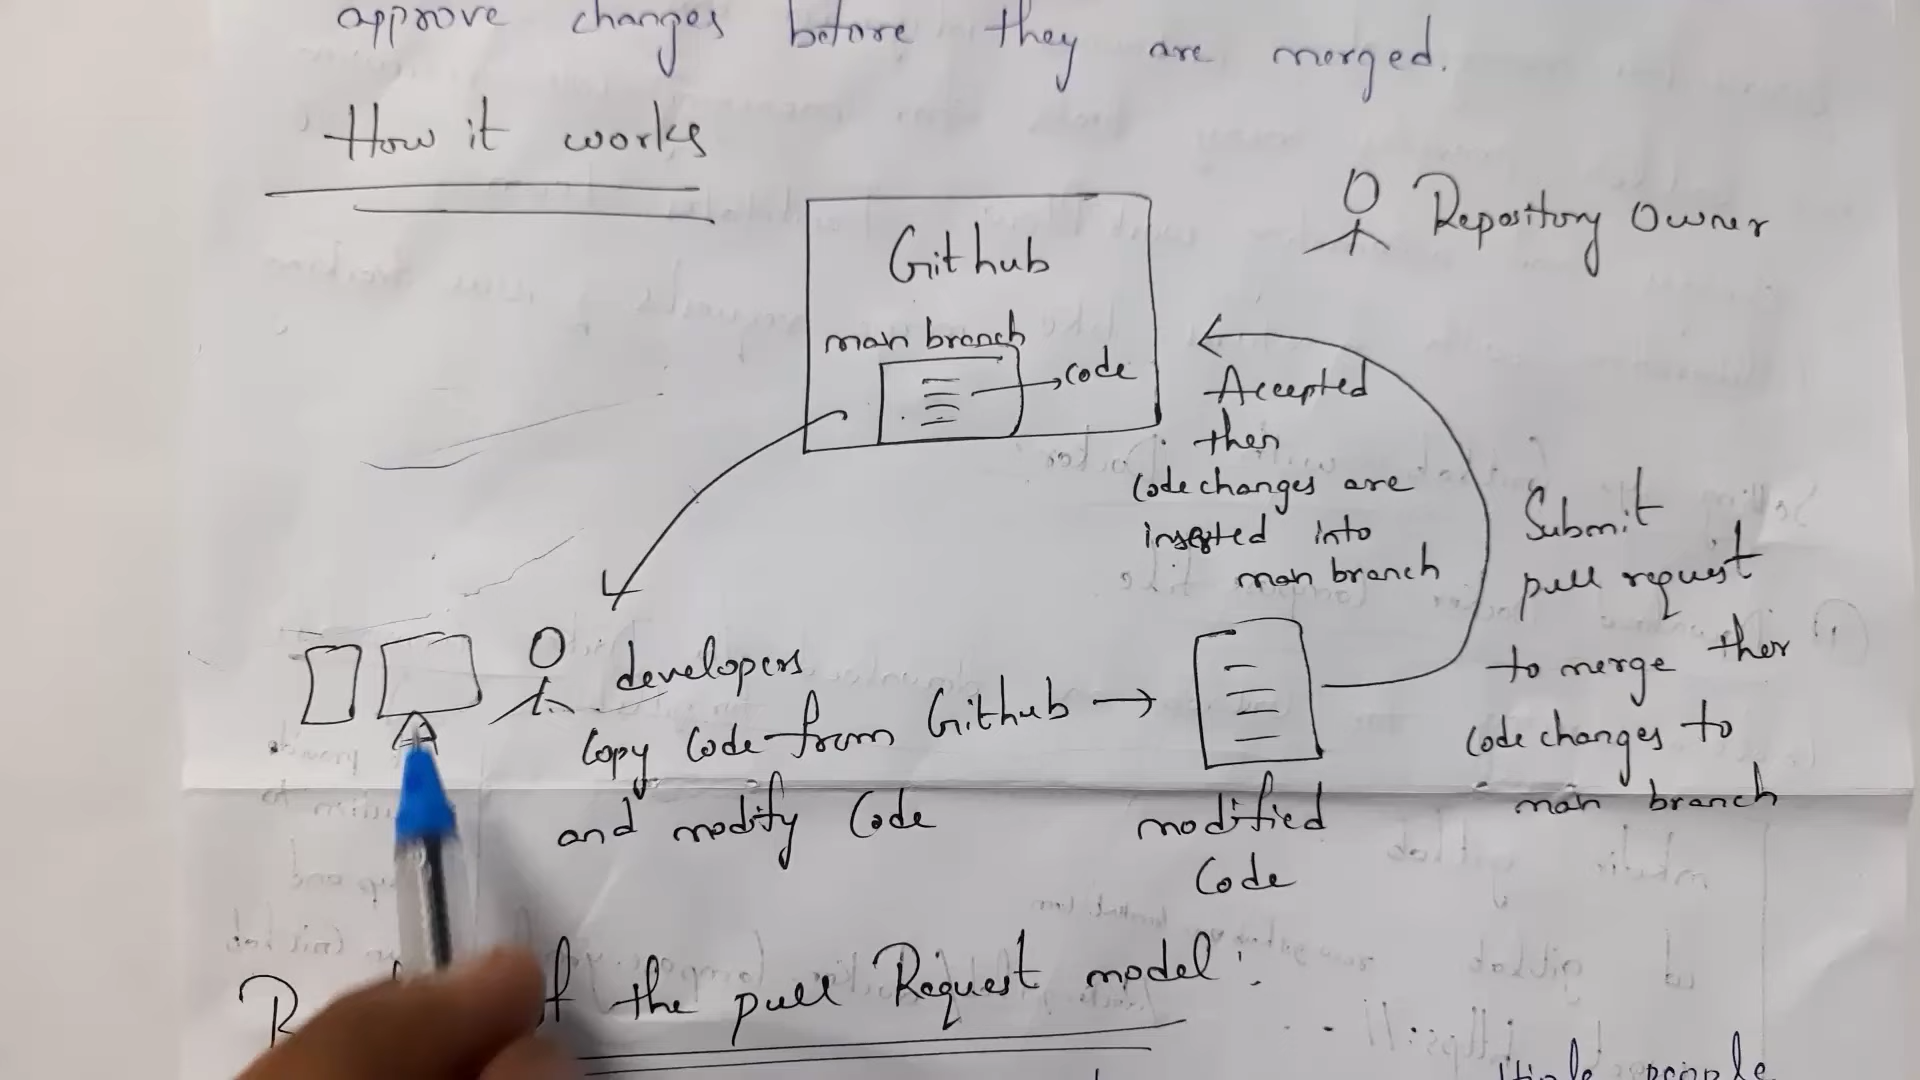 approve changes before they are merged.
How it works
Repository Owner
Github
main branch
code
Accepted
then
code changes are
inserted into
main branch
Submit
pull request
to merge their
code changes to
main branch
developers
copy code from Github →
and modify Code
modified
Code
of the pull Request model:
people